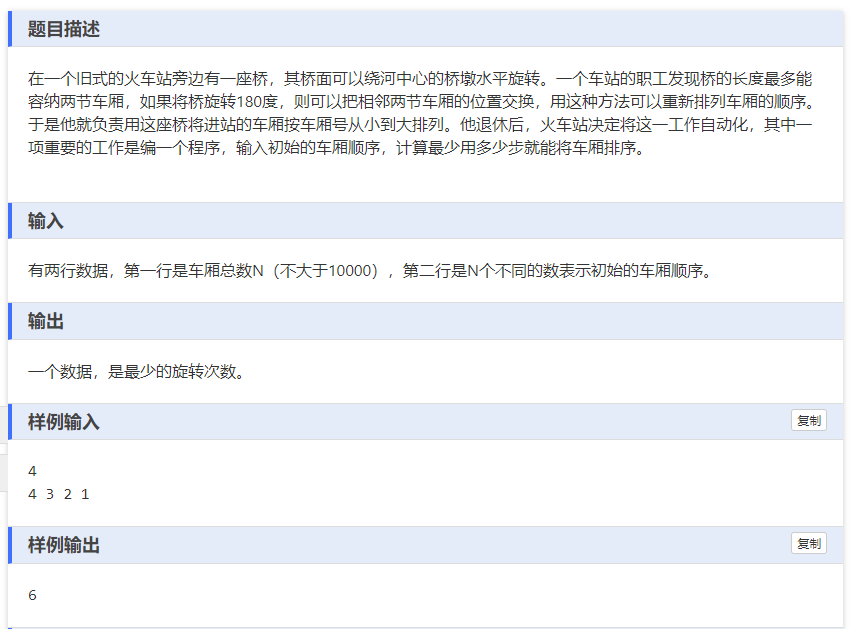 题目描述
在一个旧式的火车站旁边有一座桥，其桥面可以绕河中心的桥墩水平旋转。一个车站的职工发现桥的长度最多能
容纳两节车厢，如果将桥旋转180度，则可以把相邻两节车厢的位置交换，用这种方法可以重新排列车厢的顺序。
于是他就负责用这座桥将进站的车厢按车厢号从小到大排列。他退休后，火车站决定将这一工作自动化，其中一
项重要的工作是编一个程序，输入初始的车厢顺序，计算最少用多少步就能将车厢排序。
输入
有两行数据，第一行是车厢总数N（不大于10000），第二行是N个不同的数表示初始的车厢顺序。
输出
一个数据，是最少的旋转次数。
样例输入
复制
4
4 3 2 1
样例输出
复制
6